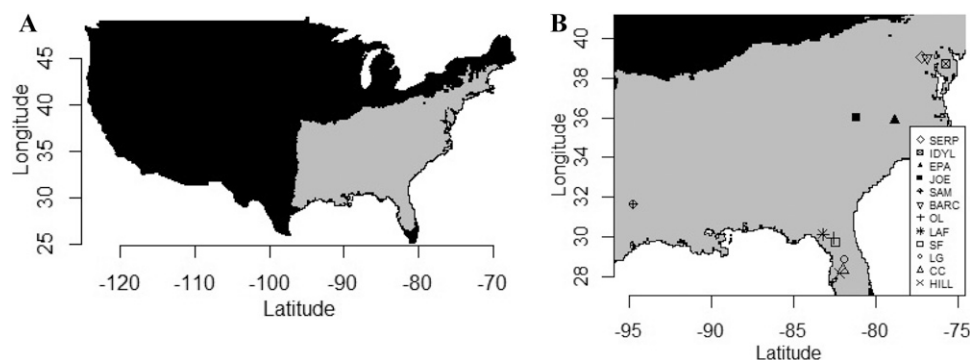 A
Longitude
45
40
35
30
25
-120
-110
-100
-90
-80
-70
Latitude
B
Longitude
40
38
36
34
32
30
28
-95
-90
-85
-80
-75
Latitude
SERP
IDYL
EPA
JOE
SAM
BARC
OL
LAF
SF
LG
CC
HILL